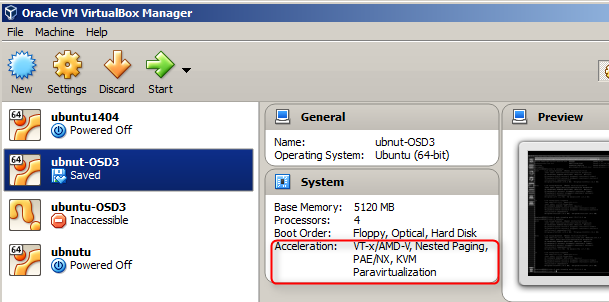 Oracle VM VirtualBox Manager
File Machine Help
New Settings Discard Start
64 ubuntu1404
Powered Off
64 ubnut-OSD3
Saved
ubuntu-OSD3
Inaccessible
64 ubnutu
Powered Off
General
Name: ubnut-OSD3
Operating System: Ubuntu (64-bit)
System
Base Memory: 5120 MB
Processors: 4
Boot Order: Floppy, Optical, Hard Disk
Acceleration: VT-x/AMD-V, Nested Paging,
PAE/NX, KVM
Paravirtualization
Preview